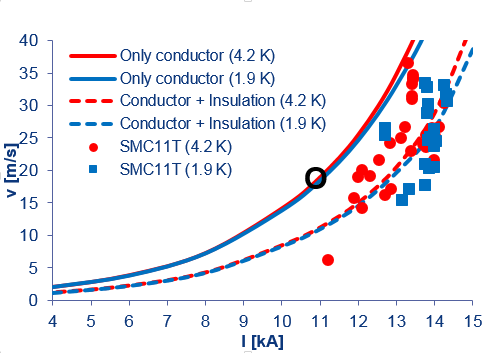 40
35
30
25
20
15
10
5
0
v [m/s]
Only conductor (4.2 K)
Only conductor (1.9 K)
Conductor + Insulation (4.2 K)
Conductor + Insulation (1.9 K)
SMC11T (4.2 K)
SMC11T (1.9 K)
4 5 6 7 8 9 10 11 12 13 14 15
I [kA]